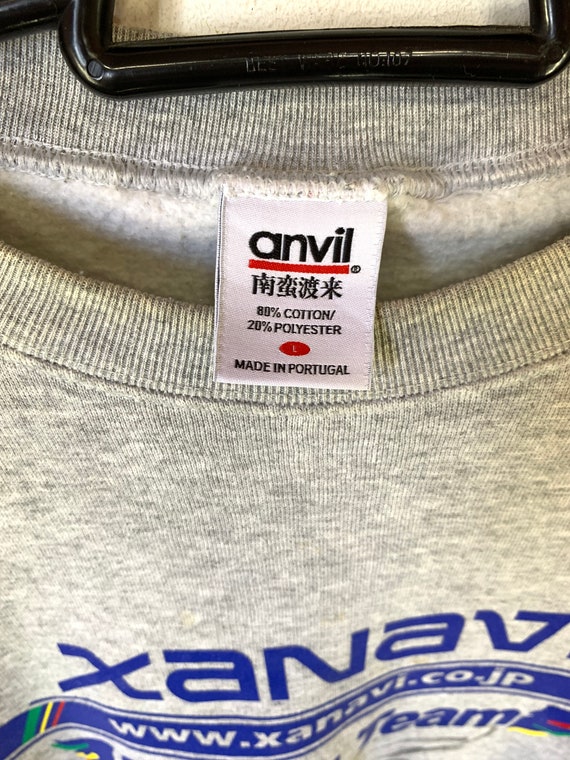 anvil
南蛮渡来
80% COTTON/
20% POLYESTER
L
MADE IN PORTUGAL
XANAVI
www.xanavi.co.jp
Team